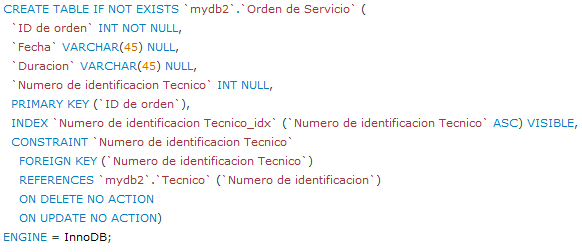 CREATE TABLE IF NOT EXISTS `mydb2`.`Orden de Servicio` (
`ID de orden` INT NOT NULL,
`Fecha` VARCHAR(45) NULL,
`Duracion` VARCHAR(45) NULL,
`Numero de identificacion Tecnico` INT NULL,
PRIMARY KEY (`ID de orden`),
INDEX `Numero de identificacion Tecnico_idx` (`Numero de identificacion Tecnico` ASC) VISIBLE,
CONSTRAINT `Numero de identificacion Tecnico`
FOREIGN KEY (`Numero de identificacion Tecnico`)
REFERENCES `mydb2`.`Tecnico` (`Numero de identificacion`)
ON DELETE NO ACTION
ON UPDATE NO ACTION)
ENGINE = InnoDB;